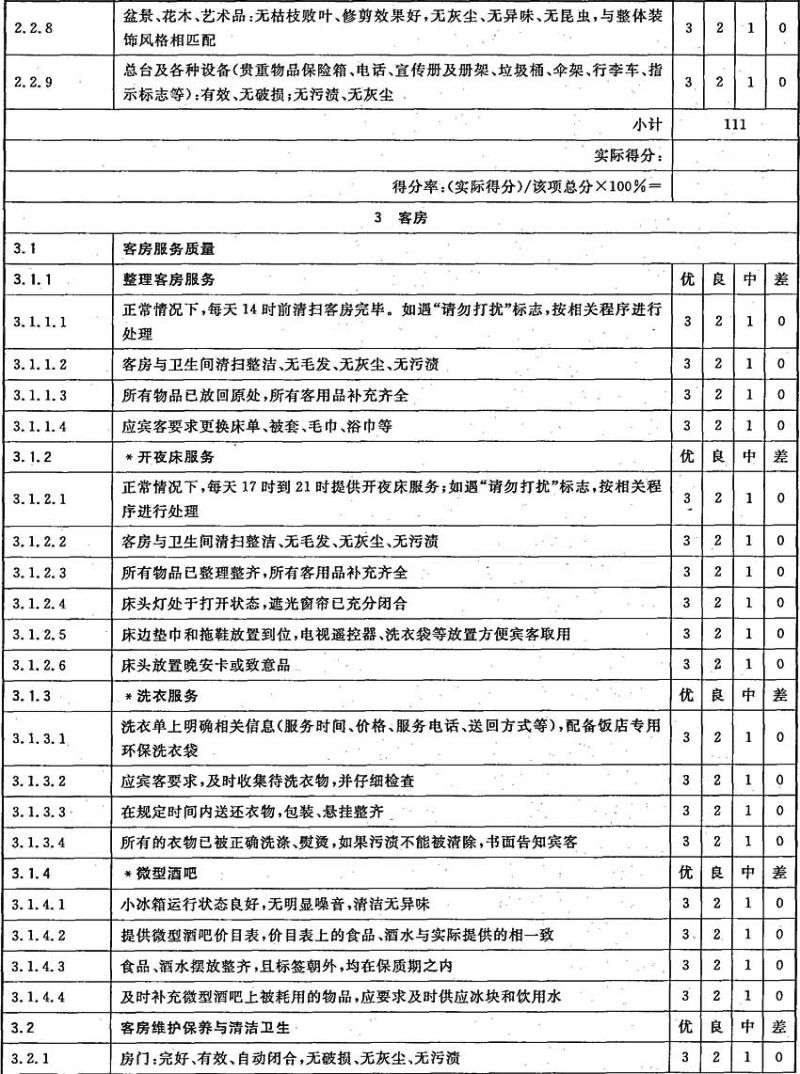 2.2.8 盆景、花木、艺术品:无枯枝败叶、修剪效果好,无灰尘、无异味、无昆虫,与整体装 3 2 1 0
饰风格相匹配
2.2.9 总台及各种设备(贵重物品保险箱、电话、宣传册及册架、垃圾桶、伞架、行李车、指 3 2 1 0
示标志等):有效、无破损;无污渍、无灰尘
小计 111
实际得分:
得分率:(实际得分)/该项总分×100%=
3 客房
3.1 客房服务质量
3.1.1 整理客房服务 优 良 中 差
3.1.1.1 正常情况下,每天14时前清扫客房完毕。如遇“请勿打扰”标志,按相关程序进行 3 2 1 0
处理
3.1.1.2 客房与卫生间清扫整洁、无毛发、无灰尘、无污渍 3 2 1 0
3.1.1.3 所有物品已放回原处,所有客用品补充齐全 3 2 1 0
3.1.1.4 应宾客要求更换床单、被套、毛巾、浴巾等 3 2 1 0
3.1.2 *开夜床服务 优 良 中 差
3.1.2.1 正常情况下,每天17时到21时提供开夜床服务;如遇“请勿打扰”标志,按相关程 3 2 1 0
序进行处理
3.1.2.2 客房与卫生间清扫整洁、无毛发、无灰尘、无污渍 3 2 1 0
3.1.2.3 所有物品已整理整齐,所有客用品补充齐全 3 2 1 0
3.1.2.4 床头灯处于打开状态,遮光窗帘已充分闭合 3 2 1 0
3.1.2.5 床边垫巾和拖鞋放置到位,电视遥控器、洗衣袋等放置方便宾客取用 3 2 1 0
3.1.2.6 床头放置晚安卡或致意品 3 2 1 0
3.1.3 *洗衣服务 优 良 中 差
3.1.3.1 洗衣单上明确相关信息(服务时间、价格、服务电话、送回方式等),配备饭店专用 3 2 1 0
环保洗衣袋
3.1.3.2 应宾客要求,及时收集待洗衣物,并仔细检查 3 2 1 0
3.1.3.3 在规定时间内送还衣物,包装、悬挂整齐 3 2 1 0
3.1.3.4 所有的衣物已被正确洗涤、熨烫,如果污渍不能被清除,书面告知宾客 3 2 1 0
3.1.4 *微型酒吧 优 良 中 差
3.1.4.1 小冰箱运行状态良好,无明显噪音,清洁无异味 3 2 1 0
3.1.4.2 提供微型酒吧价目表,价目表上的食品、酒水与实际提供的相一致 3 2 1 0
3.1.4.3 食品、酒水摆放整齐,且标签朝外,均在保质期之内 3 2 1 0
3.1.4.4 及时补充微型酒吧上被耗用的物品,应要求及时供应冰块和饮用水 3 2 1 0
3.2 客房维护保养与清洁卫生 优 良 中 差
3.2.1 房门:完好、有效、自动闭合,无破损、无灰尘、无污渍 3 2 1 0